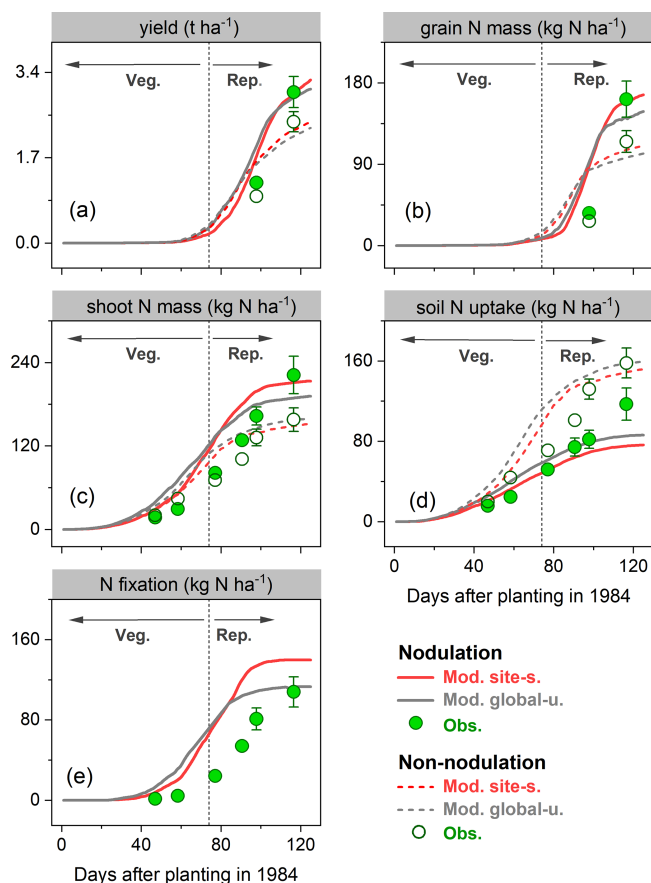 yield (t ha⁻¹)
grain N mass (kg N ha⁻¹)
3.4
1.7
0.0
Veg.
Rep.
(a)
180
90
0
Veg.
Rep.
(b)
shoot N mass (kg N ha⁻¹)
soil N uptake (kg N ha⁻¹)
240
120
0
Veg.
Rep.
(c)
160
80
0
Veg.
Rep.
(d)
0 40 80 120
Days after planting in 1984
N fixation (kg N ha⁻¹)
160
80
0
Veg.
Rep.
(e)
0 40 80 120
Days after planting in 1984
Nodulation
Mod. site-s.
Mod. global-u.
Obs.
Non-nodulation
Mod. site-s.
Mod. global-u.
Obs.